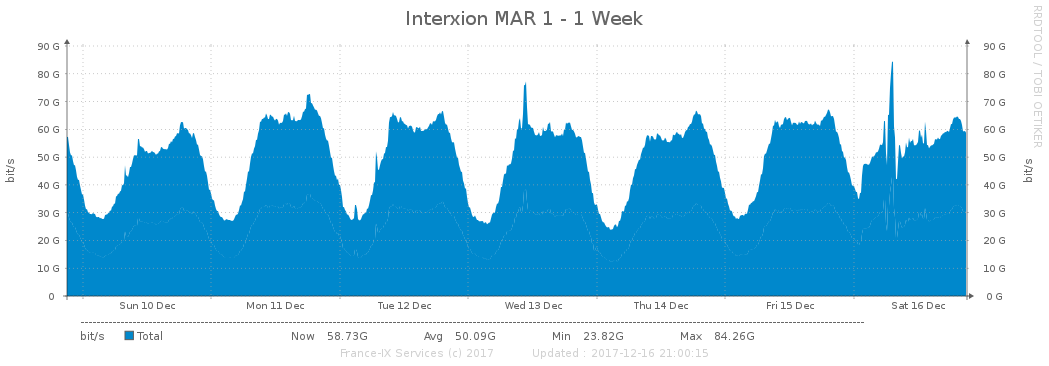 Interxion MAR 1 - 1 Week
RRDTOOL / TOBI OETIKER
bit/s
90 G 90 G
80 G 80 G
70 G 70 G
60 G 60 G
50 G 50 G
40 G 40 G
30 G 30 G
20 G 20 G
10 G 10 G
0 0 G
bit/s
Sun 10 Dec Mon 11 Dec Tue 12 Dec Wed 13 Dec Thu 14 Dec Fri 15 Dec Sat 16 Dec
bit/s Total Now 58.73G Avg 50.09G Min 23.82G Max 84.26G
France-IX Services (c) 2017 Updated : 2017-12-16 21:00:15